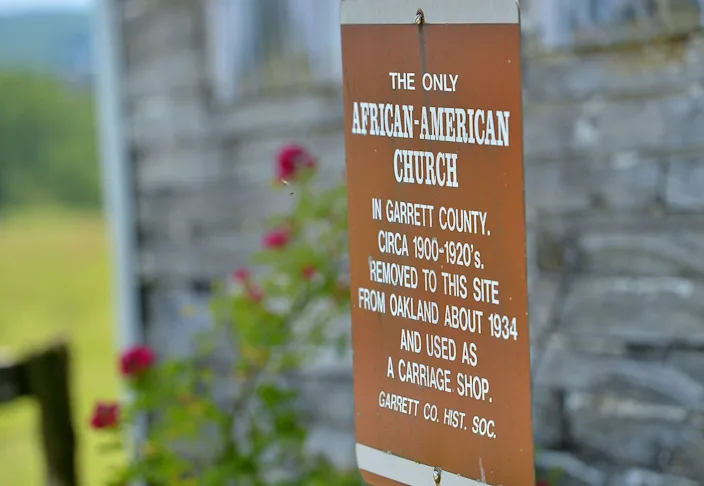 THE ONLY
AFRICAN-AMERICAN
CHURCH
IN GARRETT COUNTY.
CIRCA 1900-1920's.
REMOVED TO THIS SITE
FROM OAKLAND ABOUT 1934
AND USED AS
A CARRIAGE SHOP.
GARRETT CO. HIST. SOC.